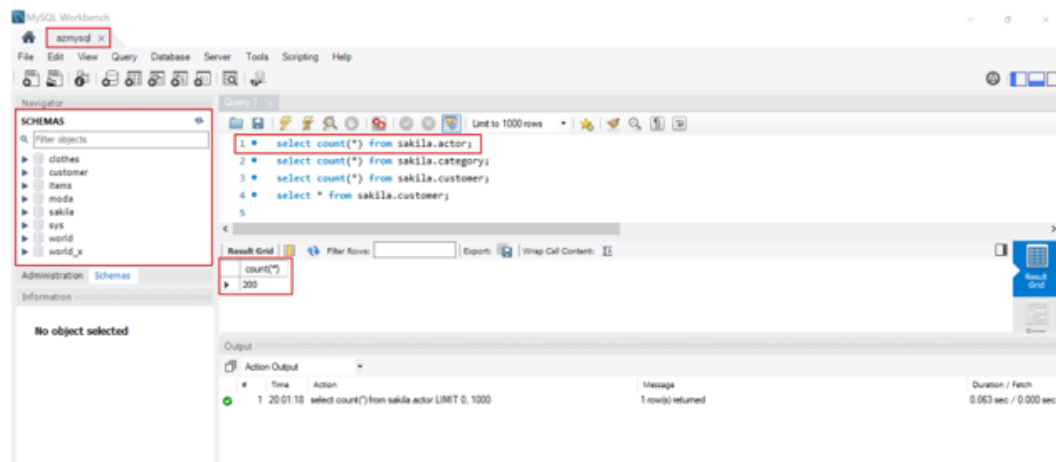 MySQL Workbench
azmysql ×
File Edit View Query Database Server Tools Scripting Help
Navigator
SCHEMAS
Filter objects
clothes
customer
items
moda
sakila
sys
world
world_x
Administration Schemas
Information
No object selected
Query 1 ×
Limit to 1000 rows
1 select count(*) from sakila.actor;
2 select count(*) from sakila.category;
3 select count(*) from sakila.customer;
4 select * from sakila.customer;
5
Result Grid Filter Rows: Export: Wrap Cell Content:
count(*)
200
Result
Grid
Output
Action Output
# Time Action Message Duration / Fetch
1 20:01:18 select count(*) from sakila.actor LIMIT 0, 1000 1 row(s) returned 0.063 sec / 0.000 sec